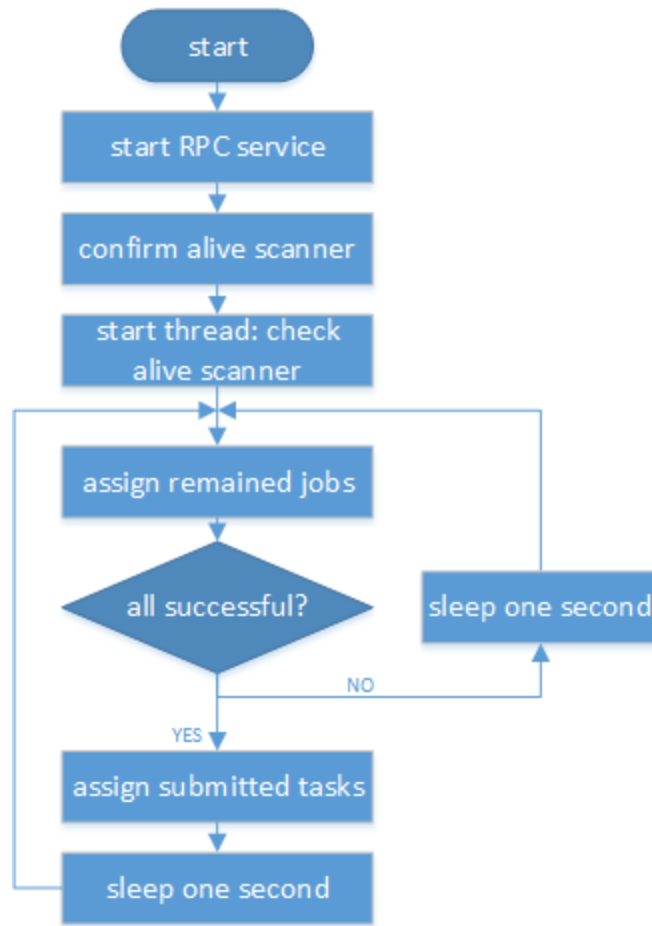 start
start RPC service
confirm alive scanner
start thread: check
alive scanner
assign remained jobs
all successful?
sleep one second
NO
YES
assign submitted tasks
sleep one second